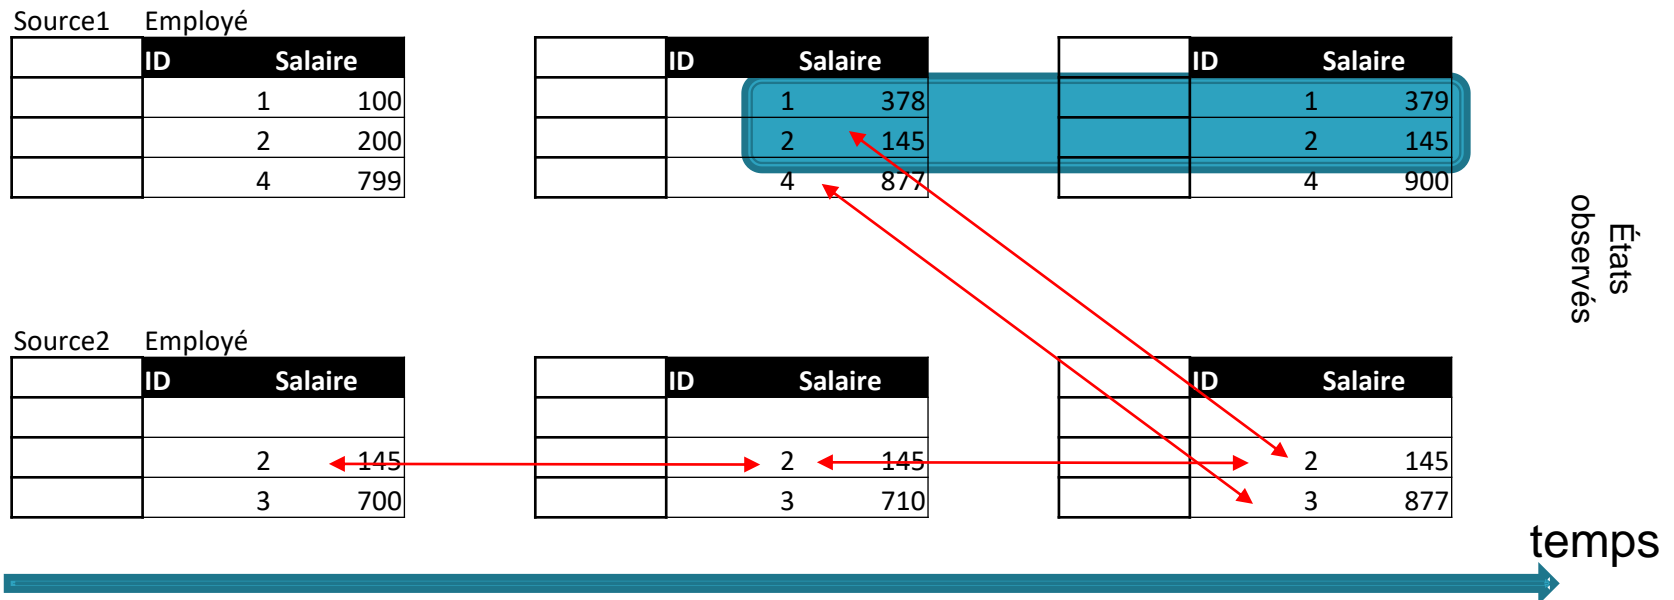 Source1 Employé
ID Salaire ID Salaire ID Salaire
1 100 1 378 1 379
2 200 2 145 2 145
4 799 4 877 4 900
États
observés
Source2 Employé
ID Salaire ID Salaire ID Salaire
2 145 2 145 2 145
3 700 3 710 3 877
temps